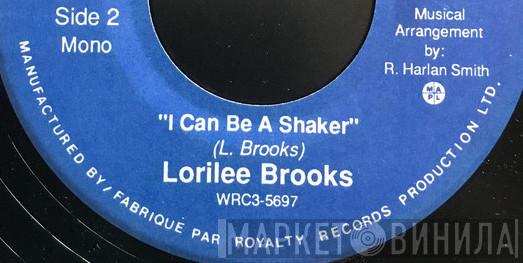 Side 2
Mono
Musical
Arrangement
by:
R. Harlan Smith
M A
P L
"I Can Be A Shaker"
(L. Brooks)
Lorilee Brooks
WRC3-5697
MANUFACTURED BY / FABRIQUE PAR ROYALTY RECORDS PRODUCTION LTD.
МАРКЕТ ВИНИЛА